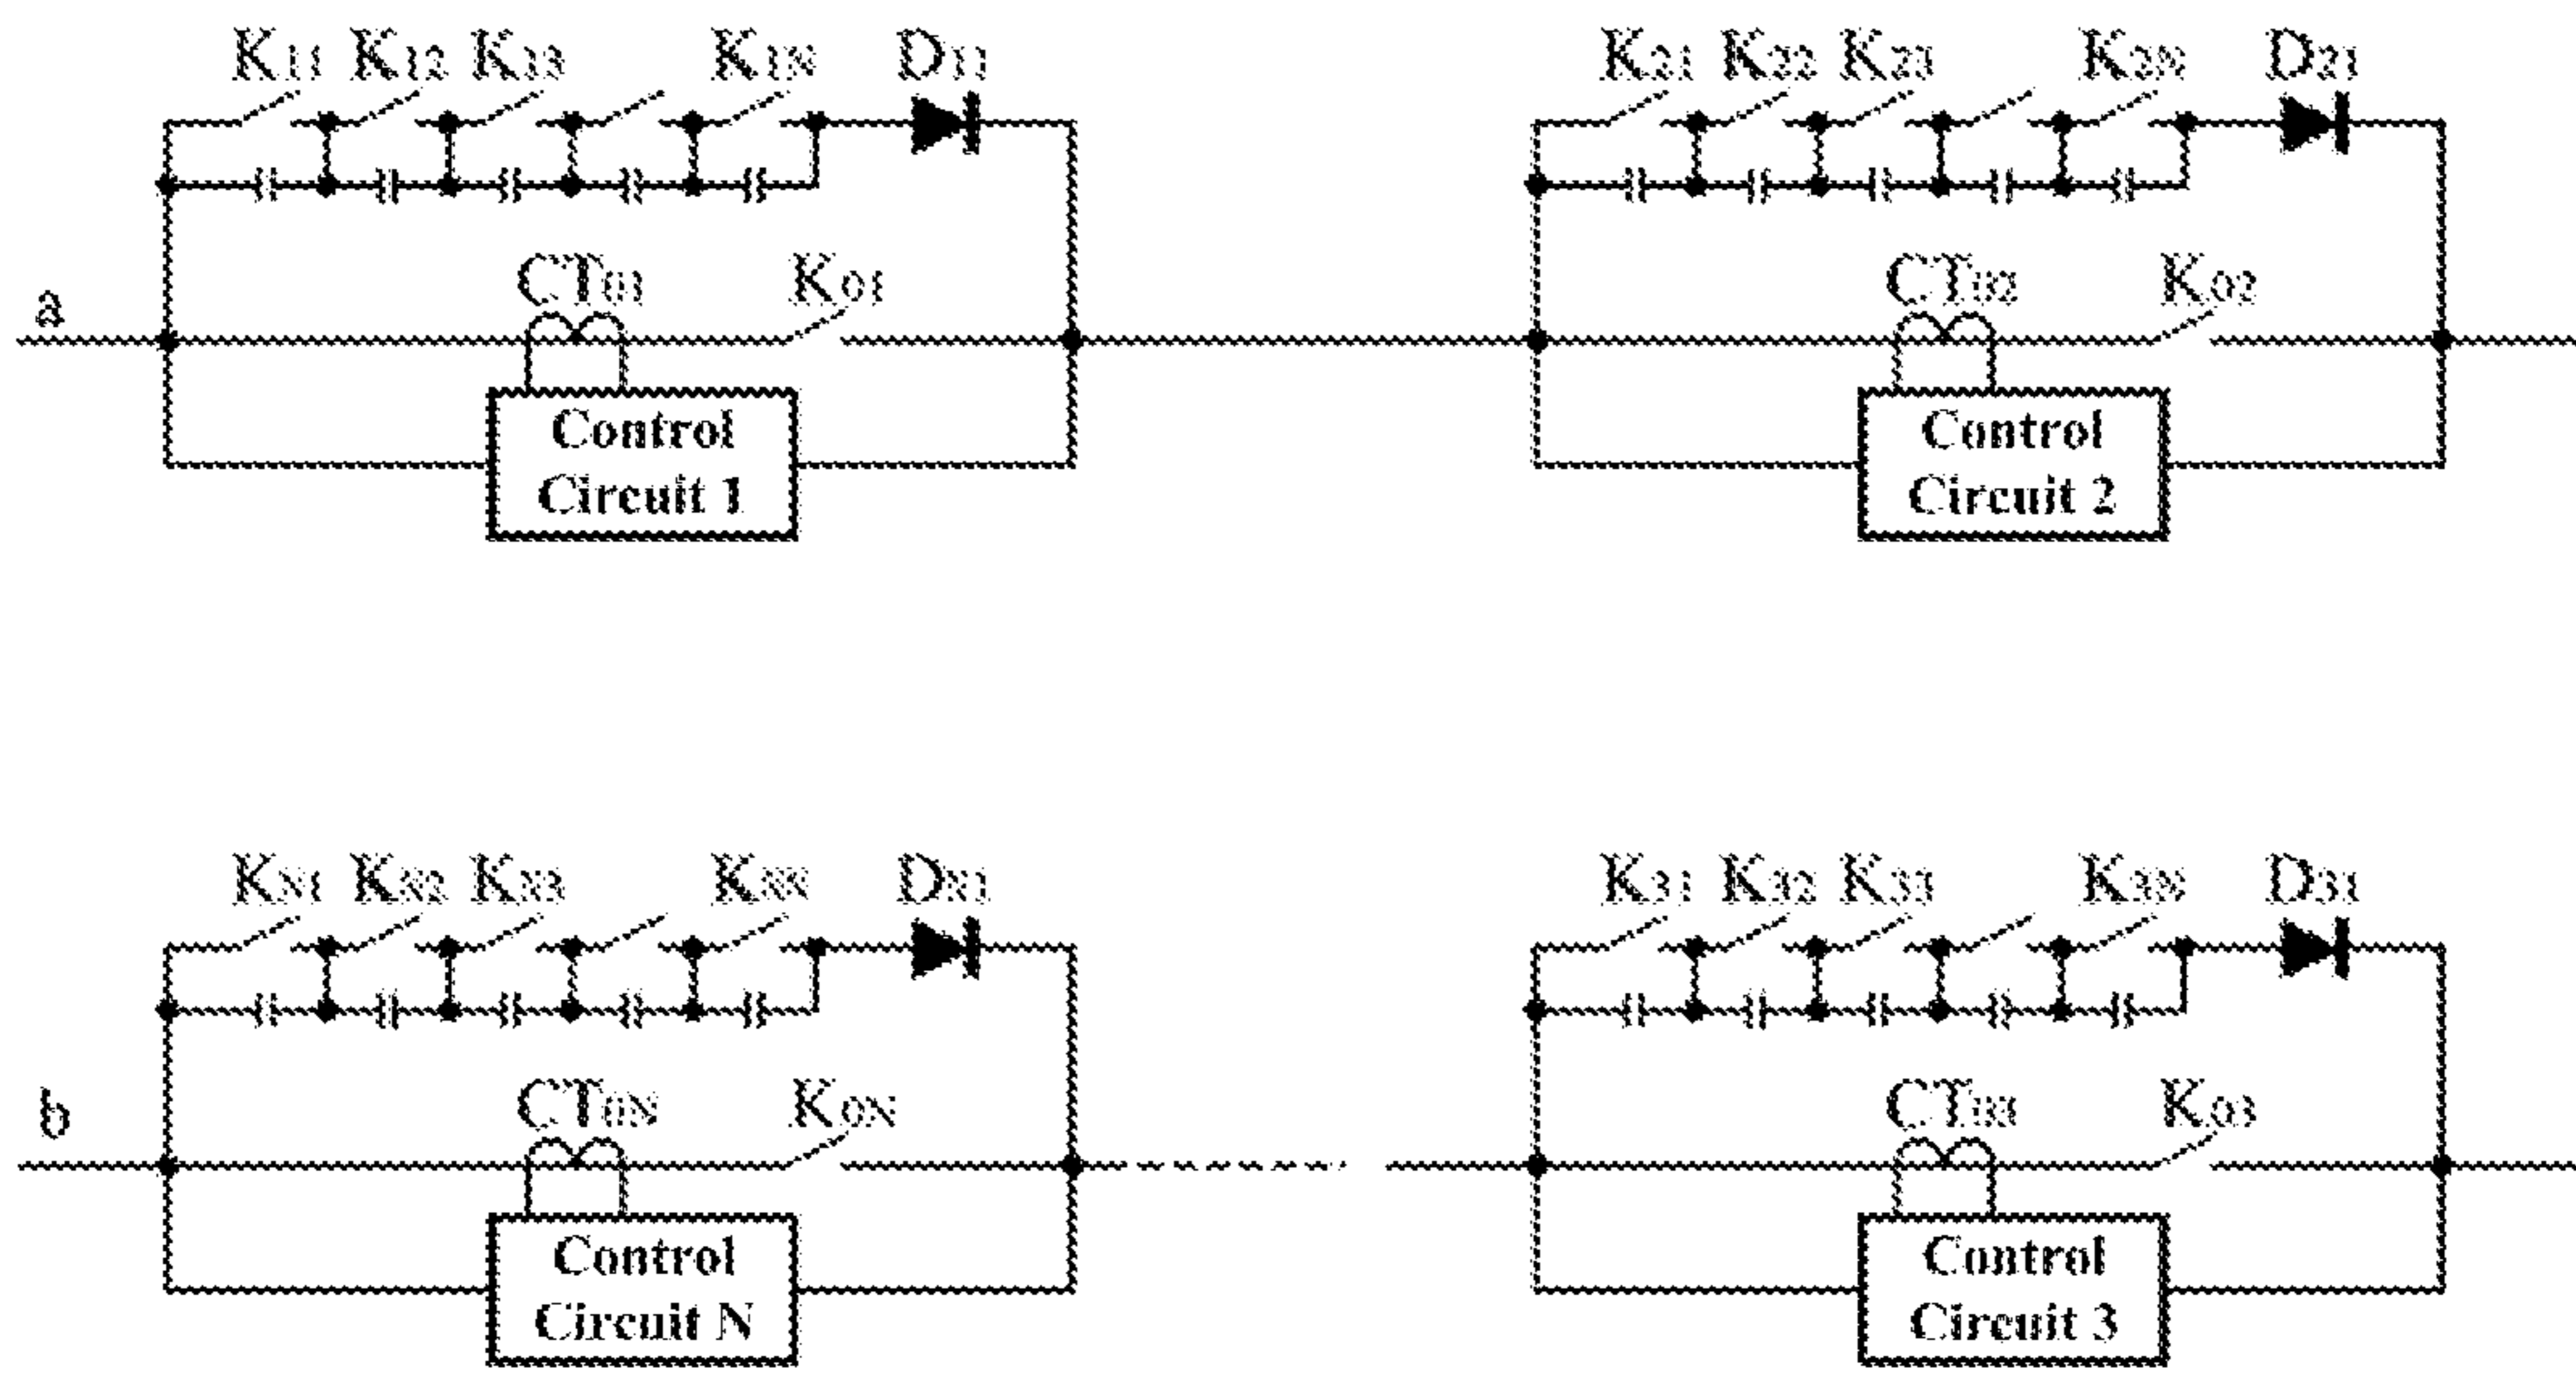 K11 K12 K13 K1N D11
K21 K22 K23 K2N D21
a
CT01 K01
CT02 K02
Control
Circuit 1
Control
Circuit 2
KN1 KN2 KN3 KNN DN1
K31 K32 K33 K3N D31
b
CT0N K0N
CT03 K03
Control
Circuit N
Control
Circuit 3